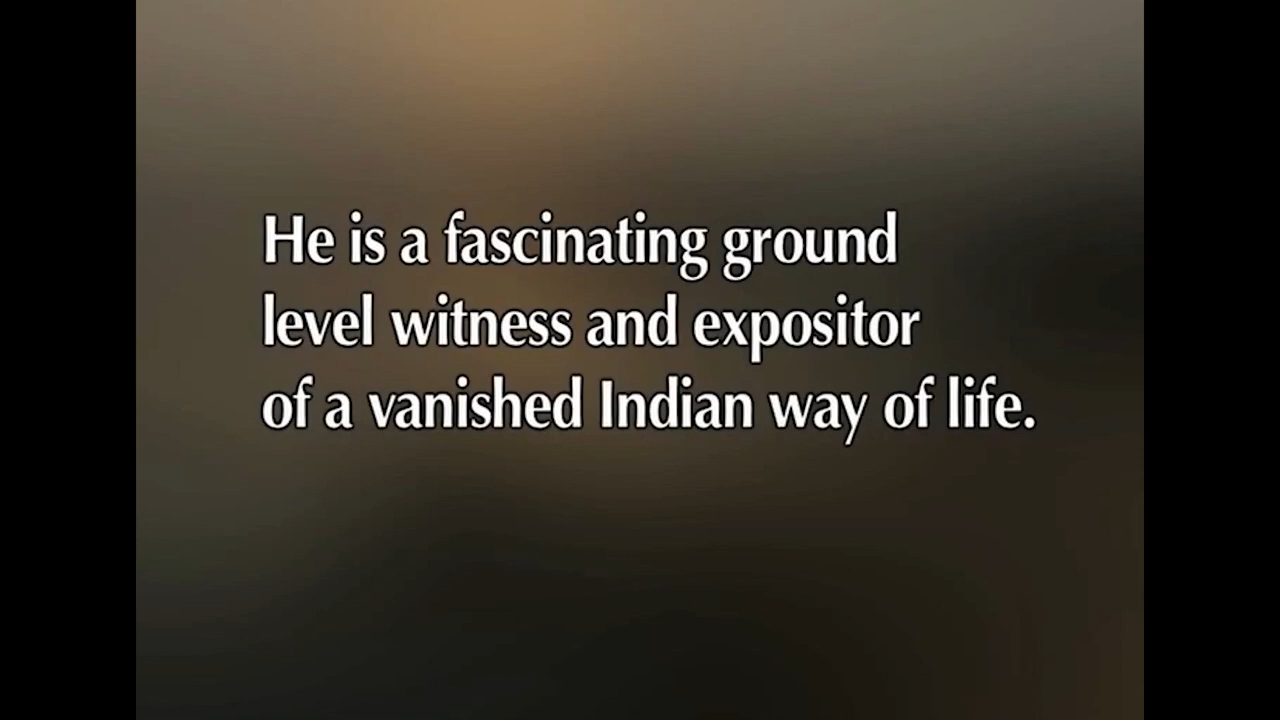 He is a fascinating ground
level witness and expositor
of a vanished Indian way of life.